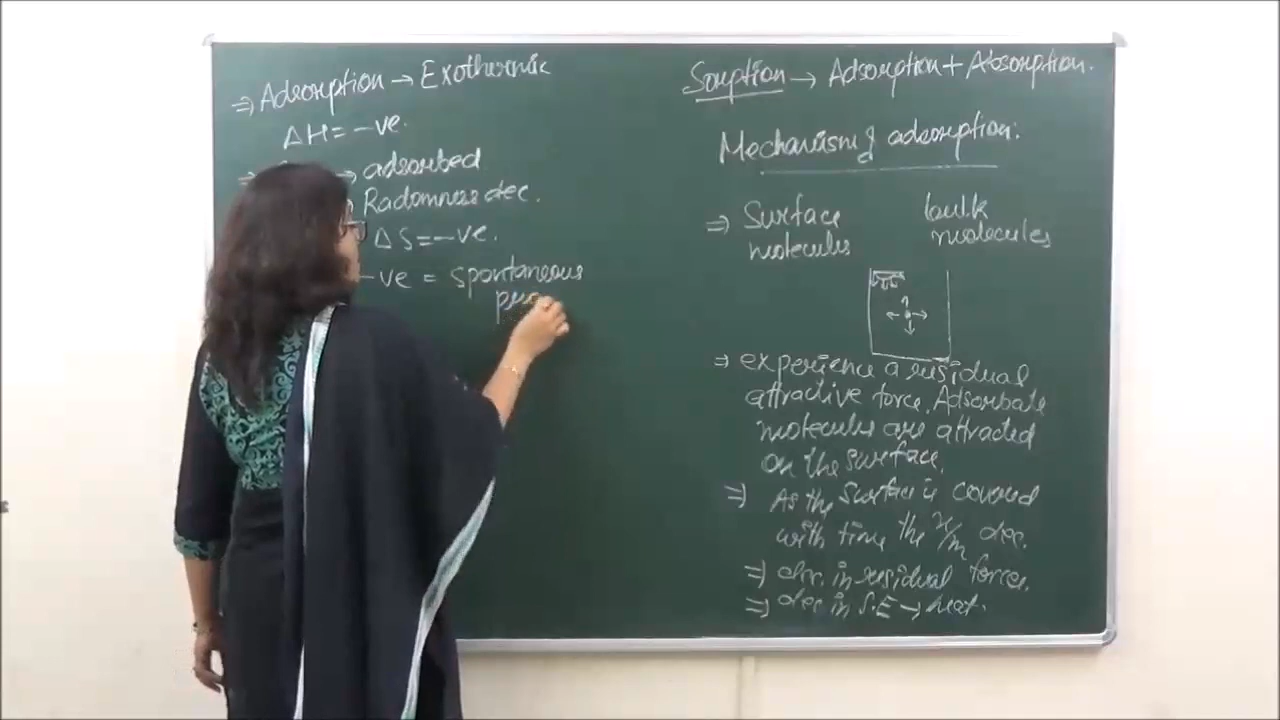 ⇒ Adsorption → Exothermic
ΔH = -ve.
→ adsorbed
Radomness dec.
ΔS = -ve.
-ve = spontaneous
Sorption → Adsorption + Absorption.
Mechanism of adsorption:
⇒ Surface molecules
bulk molecules
⇒ experience a residual
attractive force. Adsorbate
molecules are attracted
on the surface.
⇒ As the surface is covered
with time the x/m dec.
⇒ in residual forces.
⇒ dec. in S.E → heat.